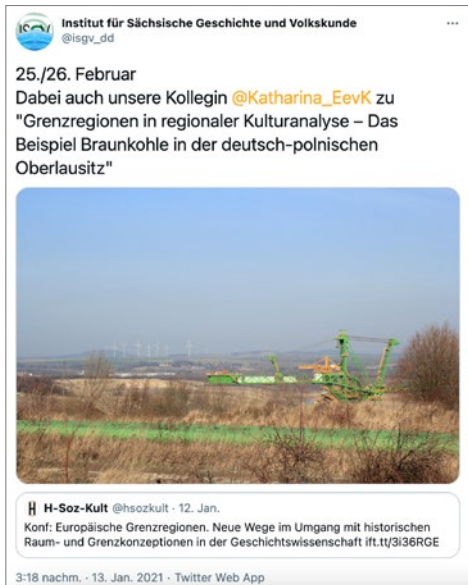 Institut für Sächsische Geschichte und Volkskunde
@isgv_dd
25./26. Februar
Dabei auch unsere Kollegin @Katharina_EevK zu
"Grenzregionen in regionaler Kulturanalyse – Das
Beispiel Braunkohle in der deutsch-polnischen
Oberlausitz"
H-Soz-Kult @hsozkult · 12. Jan.
Konf: Europäische Grenzregionen. Neue Wege im Umgang mit historischen
Raum- und Grenzkonzeptionen in der Geschichtswissenschaft ift.tt/3i36RGE
3:18 nachm. · 13. Jan. 2021 · Twitter Web App